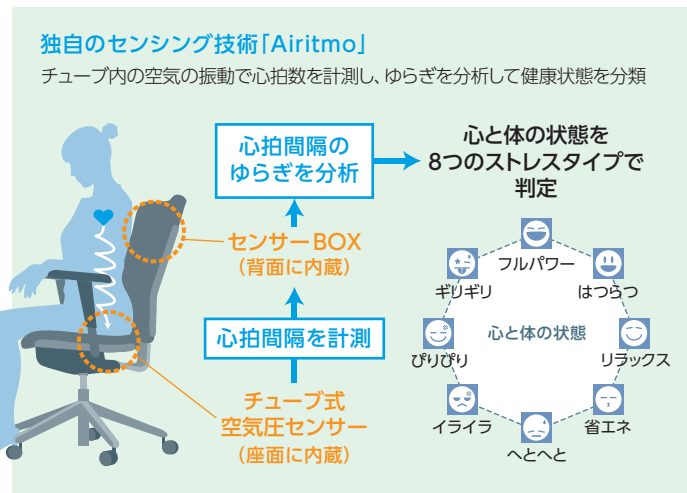 独自のセンシング技術「Airitmo」
チューブ内の空気の振動で心拍数を計測し、ゆらぎを分析して健康状態を分類
心拍間隔の
ゆらぎを分析
心と体の状態を
8つのストレスタイプで
判定
センサーBOX
（背面に内蔵）
心拍間隔を計測
チューブ式
空気圧センサー
（座面に内蔵）
フルパワー
ギリギリ
はつらつ
心と体の状態
ぴりぴり
リラックス
イライラ
省エネ
へとへと